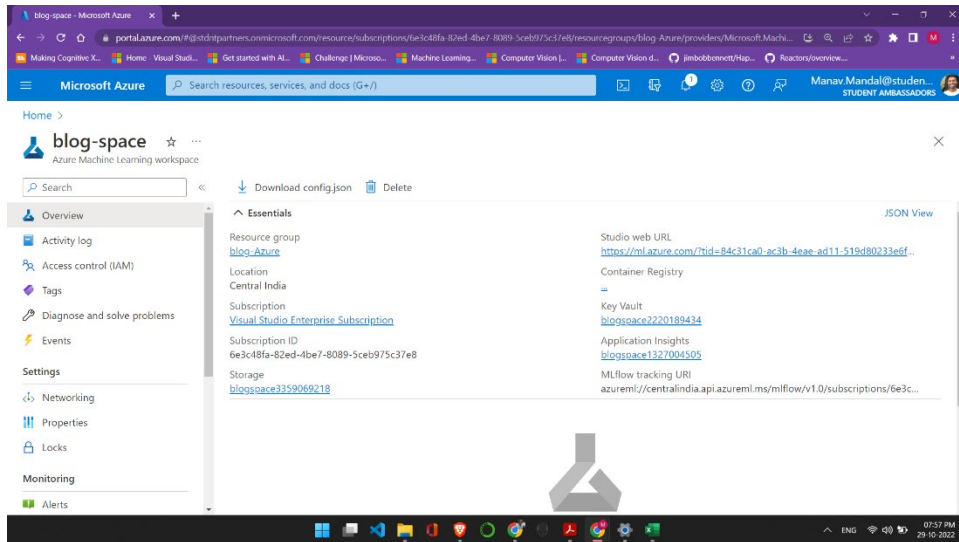 blog-space - Microsoft Azure
portal.azure.com/#@stdntpartners.onmicrosoft.com/resource/subscriptions/6e3c48fa-82ed-4be7-8089-5ceb975c37e8/resourcegroups/blog-Azure/providers/Microsoft.Machi...
Making Cognitive X... Home - Visual Studi... Get started with AI... Challenge | Microso... Machine Learning... Computer Vision |... Computer Vision d... jimbobbennett/Hap... Reactors/overview....
Microsoft Azure Search resources, services, and docs (G+/) 1 Manav.Mandal@studen...
STUDENT AMBASSADORS
Home >
blog-space
Azure Machine Learning workspace
Search
Download config.json Delete
Overview
Activity log
Access control (IAM)
Tags
Diagnose and solve problems
Events
Settings
Networking
Properties
Locks
Monitoring
Alerts
Essentials
JSON View
Resource group
blog-Azure
Location
Central India
Subscription
Visual Studio Enterprise Subscription
Subscription ID
6e3c48fa-82ed-4be7-8089-5ceb975c37e8
Storage
blogspace3359069218
Studio web URL
https://ml.azure.com/?tid=84c31ca0-ac3b-4eae-ad11-519d80233e6f...
Container Registry
...
Key Vault
blogspace2220189434
Application Insights
blogspace1327004505
MLflow tracking URI
azureml://centralindia.api.azureml.ms/mlflow/v1.0/subscriptions/6e3c...
ENG 07:57 PM
29-10-2022